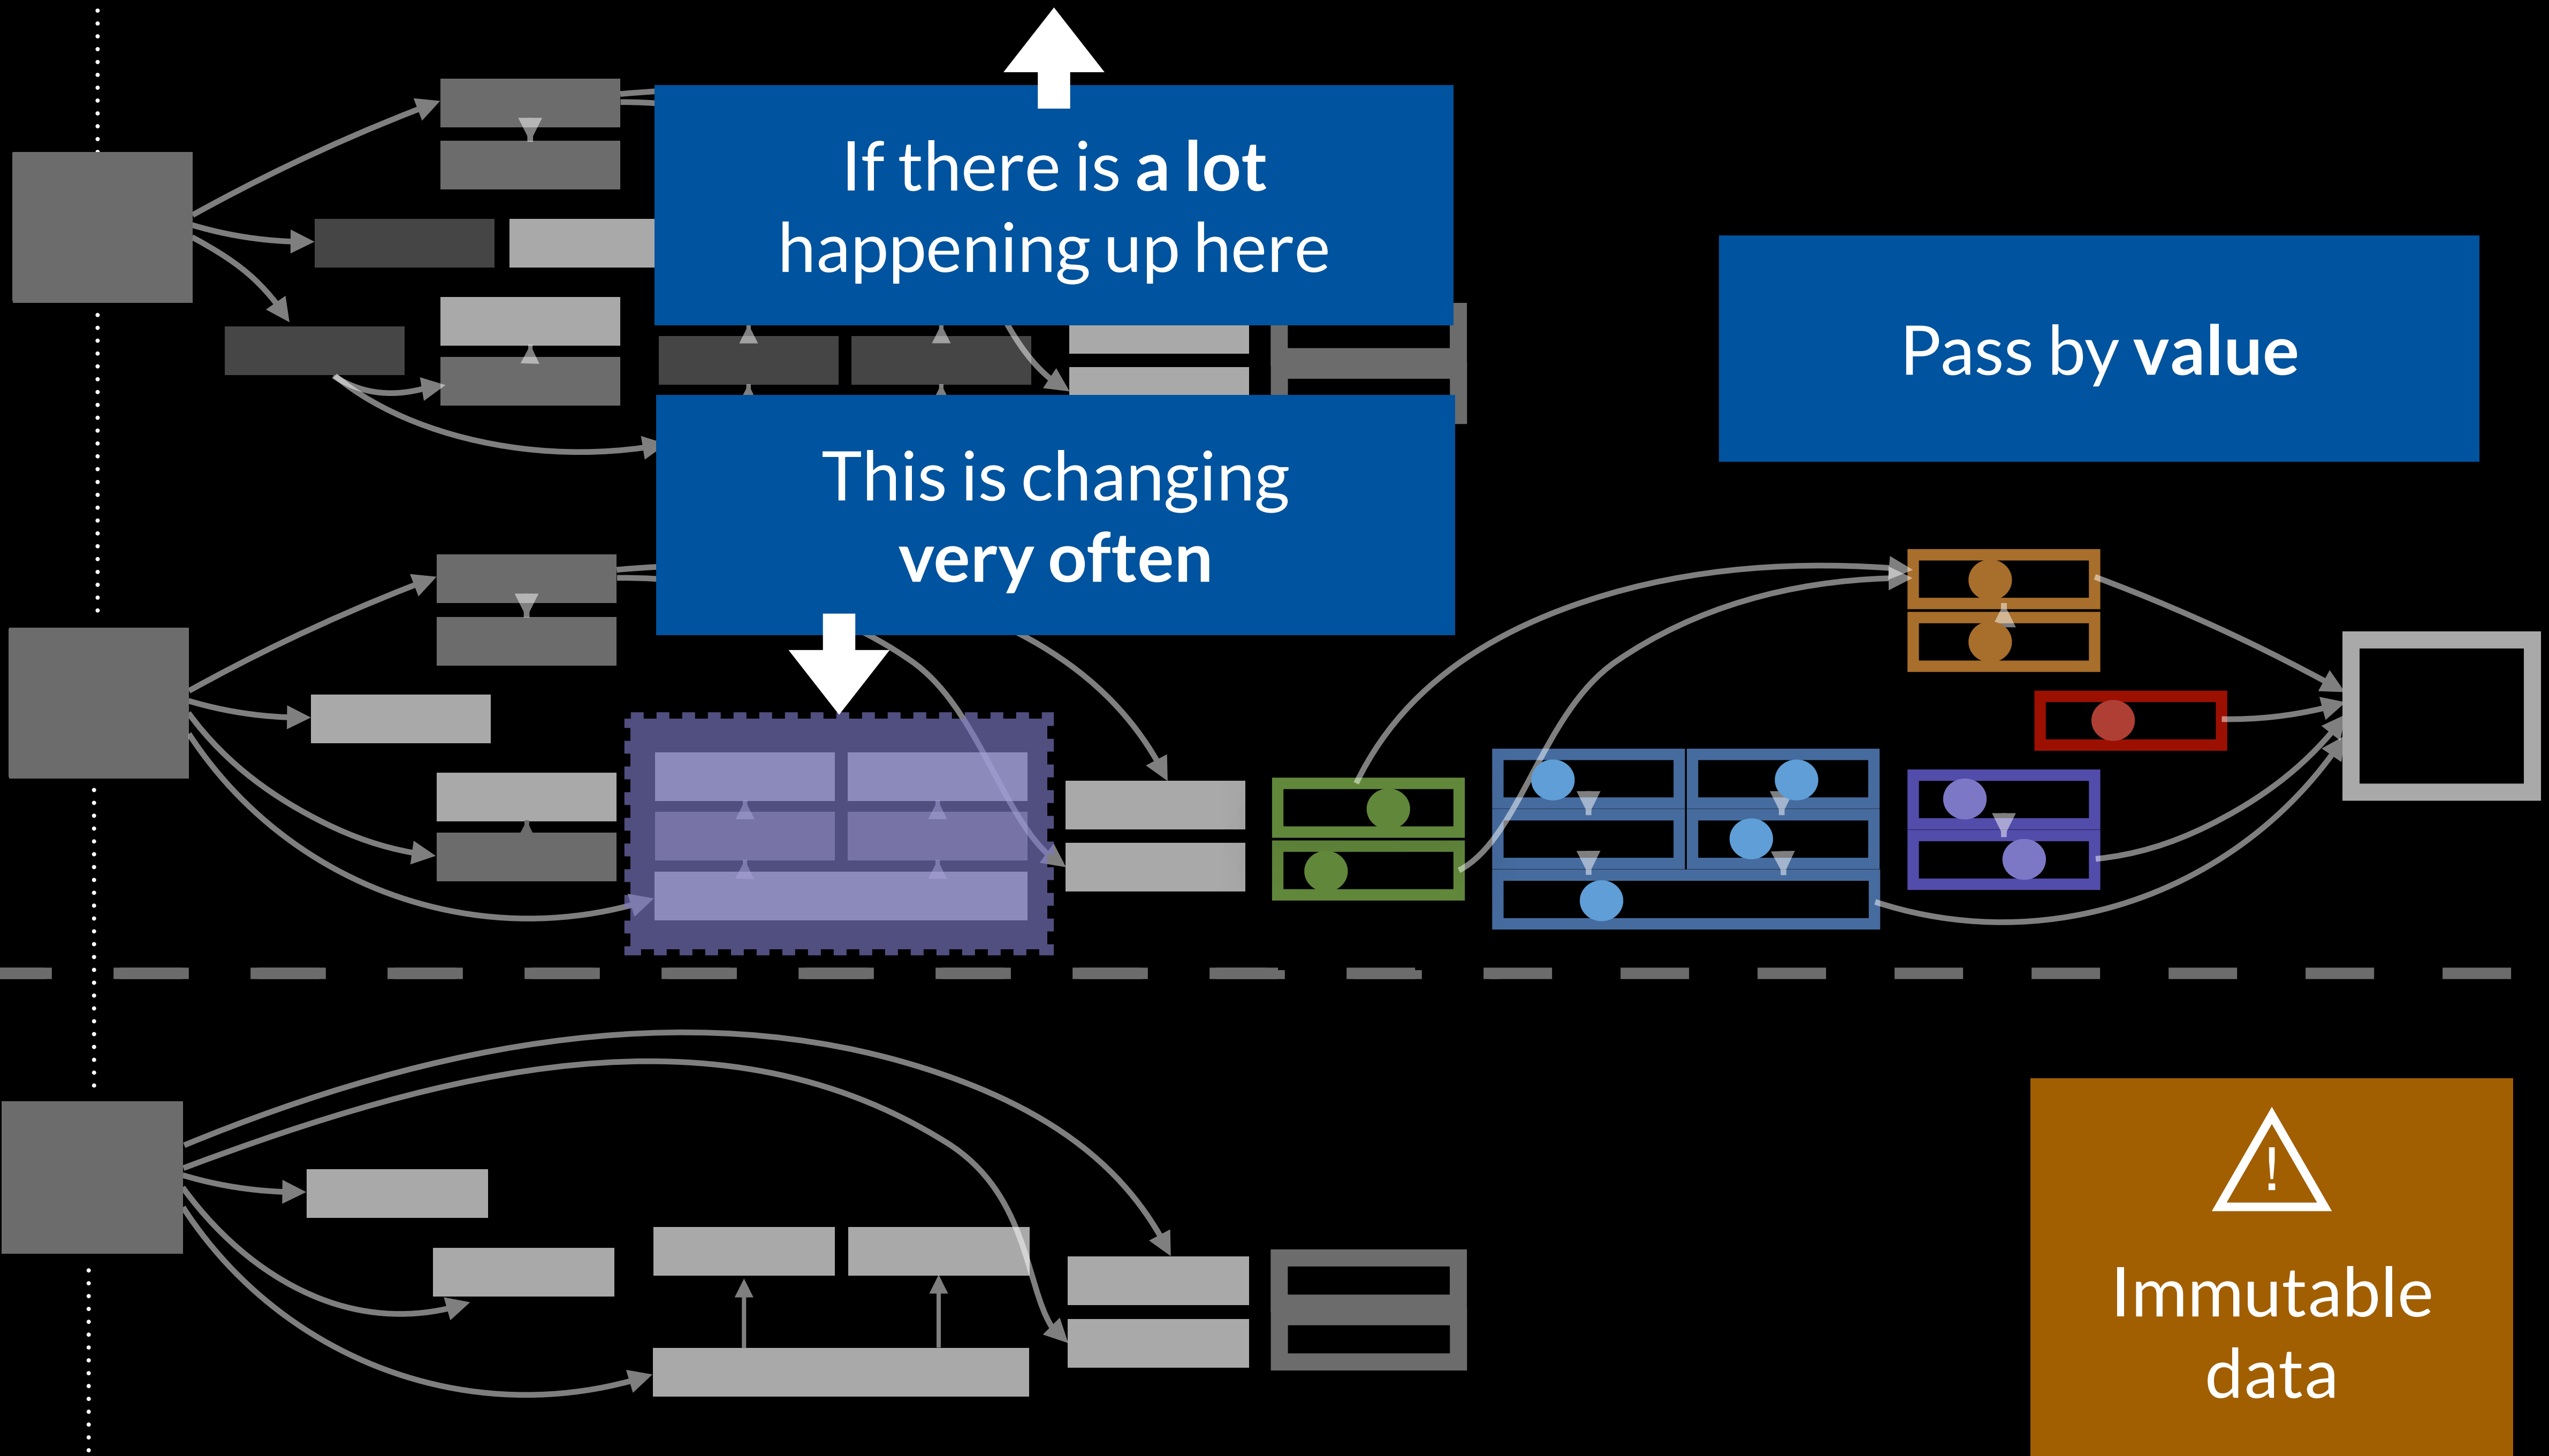 If there is a lot
happening up here
Pass by value
This is changing
very often
!
Immutable
data